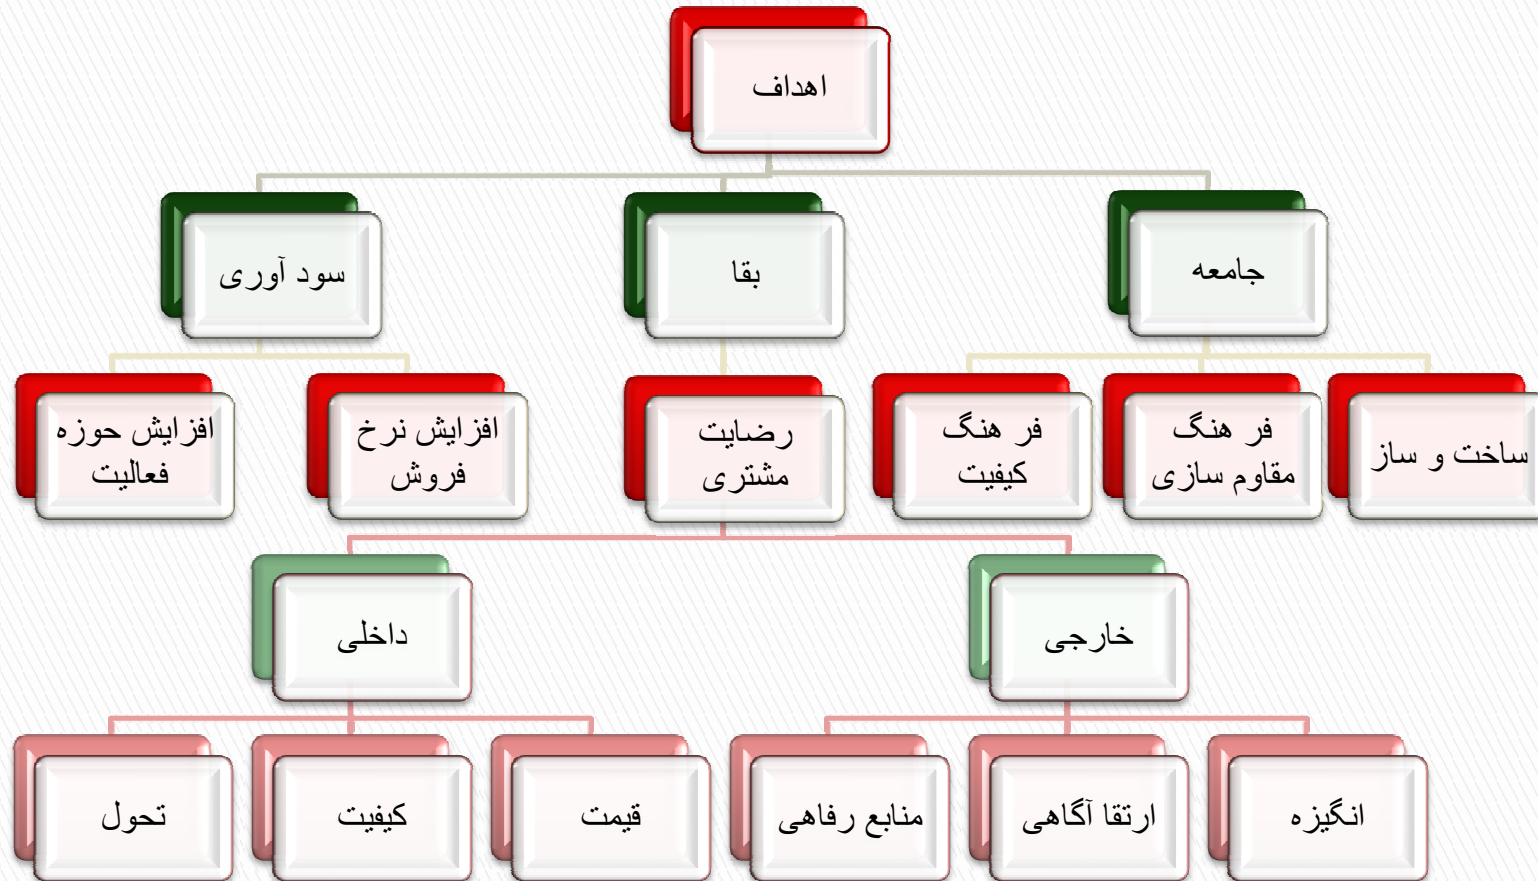 اهداف
جامعه
بقا
سود آوری
ساخت و ساز
فر هنگ
مقاوم سازی
فر هنگ
کیفیت
رضایت
مشتری
افزایش نرخ
فروش
افزایش حوزه
فعالیت
خارجی
داخلی
انگیزه
ارتقا آگاهی
منابع رفاهی
قیمت
کیفیت
تحول